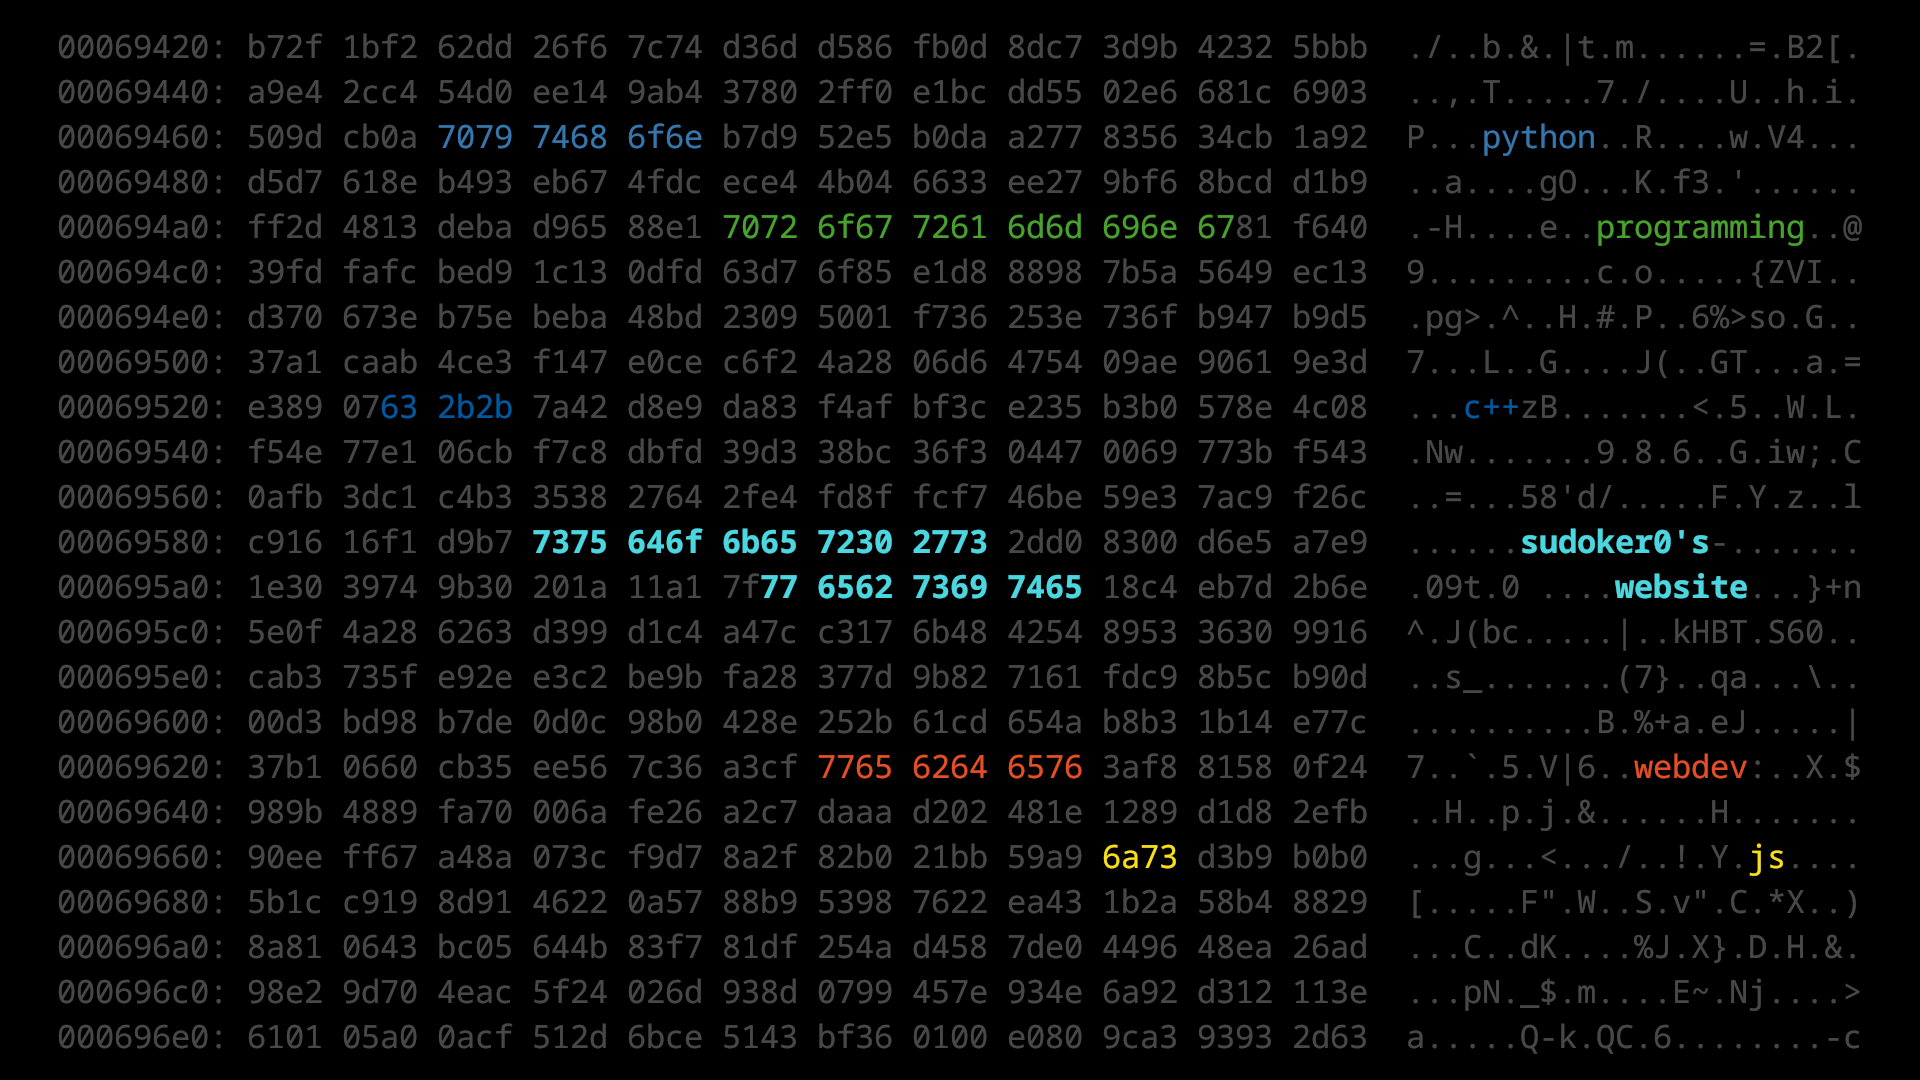 00069420: b72f 1bf2 62dd 26f6 7c74 d36d d586 fb0d 8dc7 3d9b 4232 5bbb ./..b.&.|t.m......=.B2[.
00069440: a9e4 2cc4 54d0 ee14 9ab4 3780 2ff0 e1bc dd55 02e6 681c 6903 ..,.T.....7./....U..h.i.
00069460: 509d cb0a 7079 7468 6f6e b7d9 52e5 b0da a277 8356 34cb 1a92 P...python..R....w.V4...
00069480: d5d7 618e b493 eb67 4fdc ece4 4b04 6633 ee27 9bf6 8bcd d1b9 ..a....gO...K.f3.'......
000694a0: ff2d 4813 deba d965 88e1 7072 6f67 7261 6d6d 696e 6781 f640 .-H....e..programming..@
000694c0: 39fd fafc bed9 1c13 0dfd 63d7 6f85 e1d8 8898 7b5a 5649 ec13 9.........c.o.....{ZVI..
000694e0: d370 673e b75e beba 48bd 2309 5001 f736 253e 736f b947 b9d5 .pg>.^..H.#.P..6%>so.G..
00069500: 37a1 caab 4ce3 f147 e0ce c6f2 4a28 06d6 4754 09ae 9061 9e3d 7...L..G....J(..GT...a.=
00069520: e389 0763 2b2b 7a42 d8e9 da83 f4af bf3c e235 b3b0 578e 4c08 ...c++zB.......<.5..W.L.
00069540: f54e 77e1 06cb f7c8 dbfd 39d3 38bc 36f3 0447 0069 773b f543 .Nw.......9.8.6..G.iw;.C
00069560: 0afb 3dc1 c4b3 3538 2764 2fe4 fd8f fcf7 46be 59e3 7ac9 f26c ..=...58'd/.....F.Y.z..l
00069580: c916 16f1 d9b7 7375 646f 6b65 7230 2773 2dd0 8300 d6e5 a7e9 ......sudoker0's-.......
000695a0: 1e30 3974 9b30 201a 11a1 7f77 6562 7369 7465 18c4 eb7d 2b6e .09t.0 ....website...}+n
000695c0: 5e0f 4a28 6263 d399 d1c4 a47c c317 6b48 4254 8953 3630 9916 ^.J(bc.....|..kHBT.S60..
000695e0: cab3 735f e92e e3c2 be9b fa28 377d 9b82 7161 fdc9 8b5c b90d ..s_.......(7}..qa...\..
00069600: 00d3 bd98 b7de 0d0c 98b0 428e 252b 61cd 654a b8b3 1b14 e77c ..........B.%+a.eJ.....|
00069620: 37b1 0660 cb35 ee56 7c36 a3cf 7765 6264 6576 3af8 8158 0f24 7..`.5.V|6..webdev:..X.$
00069640: 989b 4889 fa70 006a fe26 a2c7 daaa d202 481e 1289 d1d8 2efb ..H..p.j.&......H.......
00069660: 90ee ff67 a48a 073c f9d7 8a2f 82b0 21bb 59a9 6a73 d3b9 b0b0 ...g...<.../..!.Y.js....
00069680: 5b1c c919 8d91 4622 0a57 88b9 5398 7622 ea43 1b2a 58b4 8829 [.....F".W..S.v".C.*X..)
000696a0: 8a81 0643 bc05 644b 83f7 81df 254a d458 7de0 4496 48ea 26ad ...C..dK....%J.X}.D.H.&.
000696c0: 98e2 9d70 4eac 5f24 026d 938d 0799 457e 934e 6a92 d312 113e ...pN._$.m....E~.Nj....>
000696e0: 6101 05a0 0acf 512d 6bce 5143 bf36 0100 e080 9ca3 9393 2d63 a.....Q-k.QC.6........-c